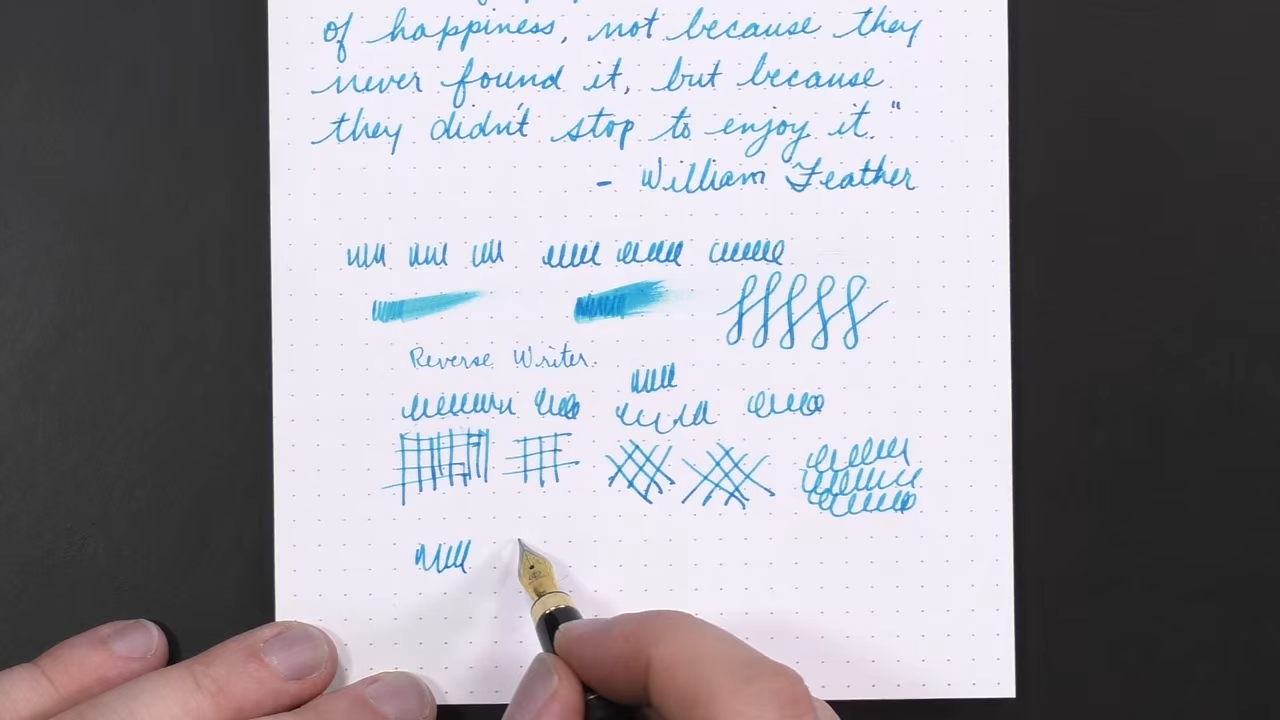 of happiness, not because they
never found it, but because
they didn't stop to enjoy it."
- William Feather
Reverse Writer.